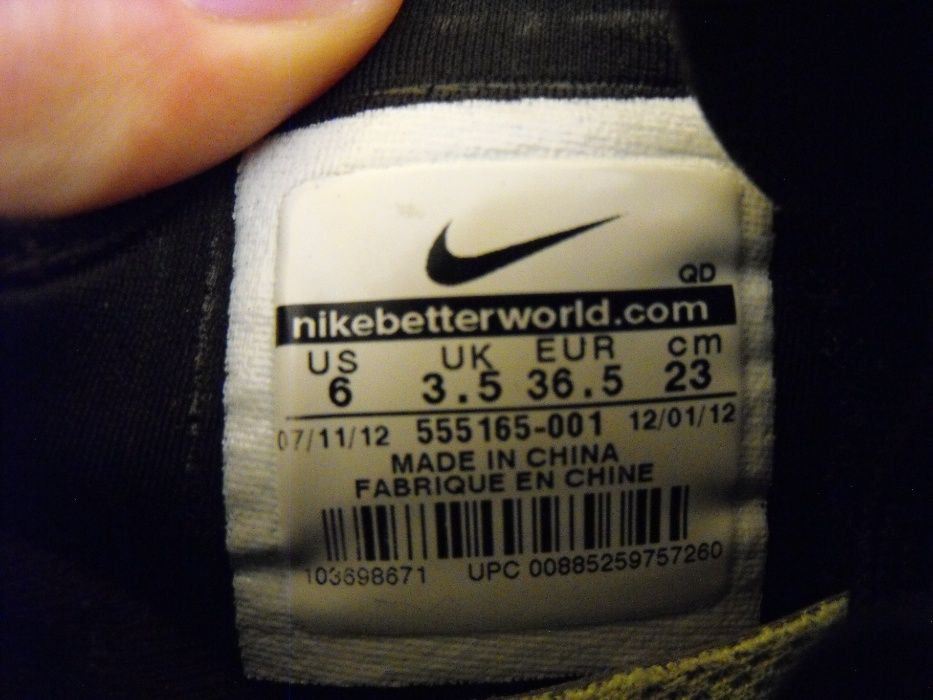 QD
nikebetterworld.com
US UK EUR cm
6 3.5 36.5 23
07/11/12 555165-001 12/01/12
MADE IN CHINA
FABRIQUE EN CHINE
103698671 UPC 00885259757260